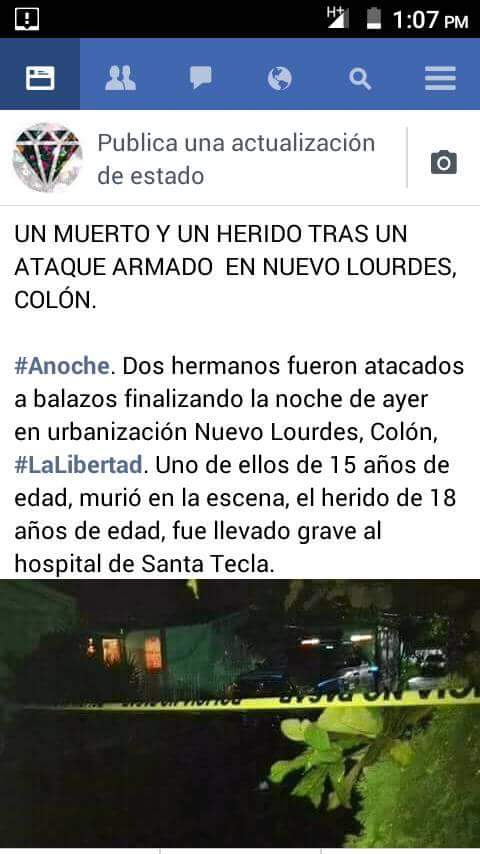 H+
1:07 PM
Publica una actualización
de estado
UN MUERTO Y UN HERIDO TRAS UN
ATAQUE ARMADO  EN NUEVO LOURDES,
COLÓN.
#Anoche. Dos hermanos fueron atacados
a balazos finalizando la noche de ayer
en urbanización Nuevo Lourdes, Colón,
#LaLibertad. Uno de ellos de 15 años de
edad, murió en la escena, el herido de 18
años de edad, fue llevado grave al
hospital de Santa Tecla.